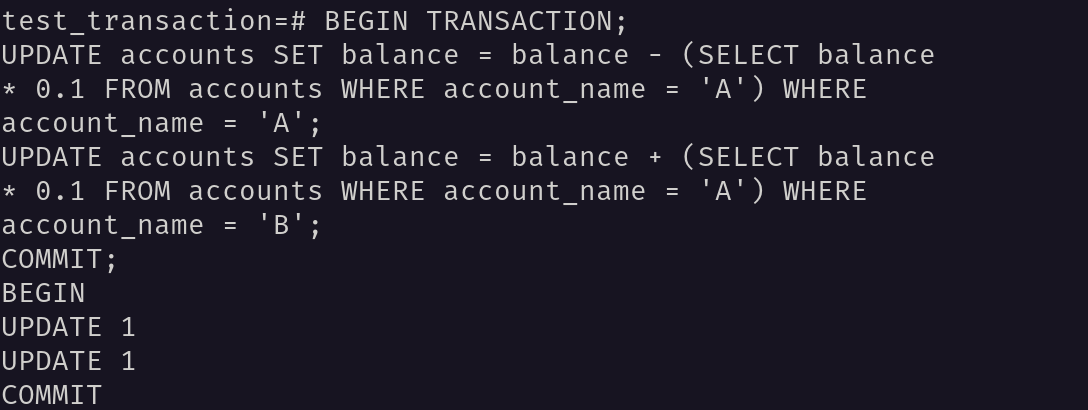 test_transaction=# BEGIN TRANSACTION;
UPDATE accounts SET balance = balance - (SELECT balance
* 0.1 FROM accounts WHERE account_name = 'A') WHERE
account_name = 'A';
UPDATE accounts SET balance = balance + (SELECT balance
* 0.1 FROM accounts WHERE account_name = 'A') WHERE
account_name = 'B';
COMMIT;
BEGIN
UPDATE 1
UPDATE 1
COMMIT